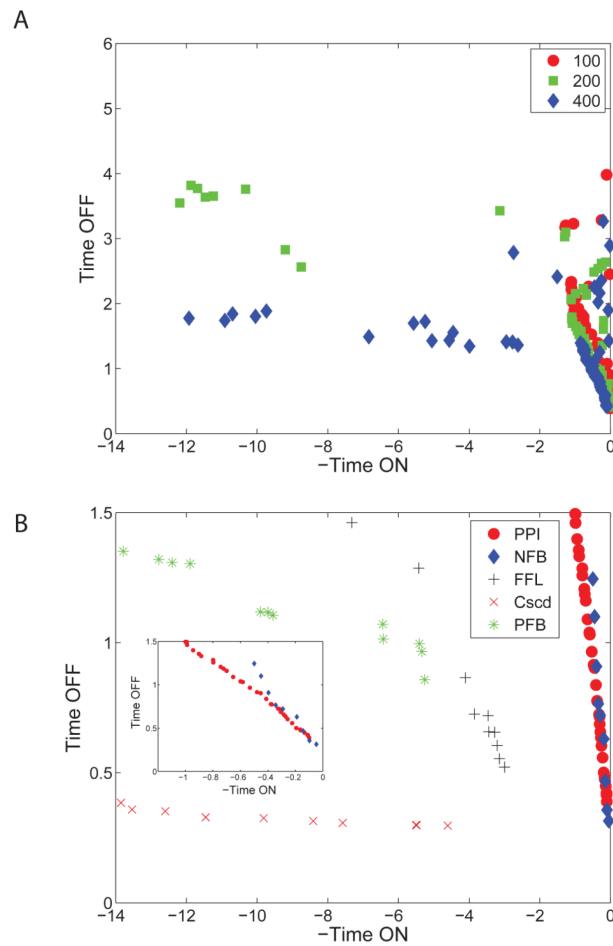 A
6
5
4
3
2
1
0
Time OFF
−14 −12 −10 −8 −6 −4 −2 0
−Time ON
100
200
400
B
1.5
1
0.5
0
Time OFF
−14 −12 −10 −8 −6 −4 −2 0
−Time ON
PPI
NFB
FFL
Cscd
PFB
1.5
1
0.5
0
Time OFF
−1 −0.8 −0.6 −0.4 −0.2
−Time ON